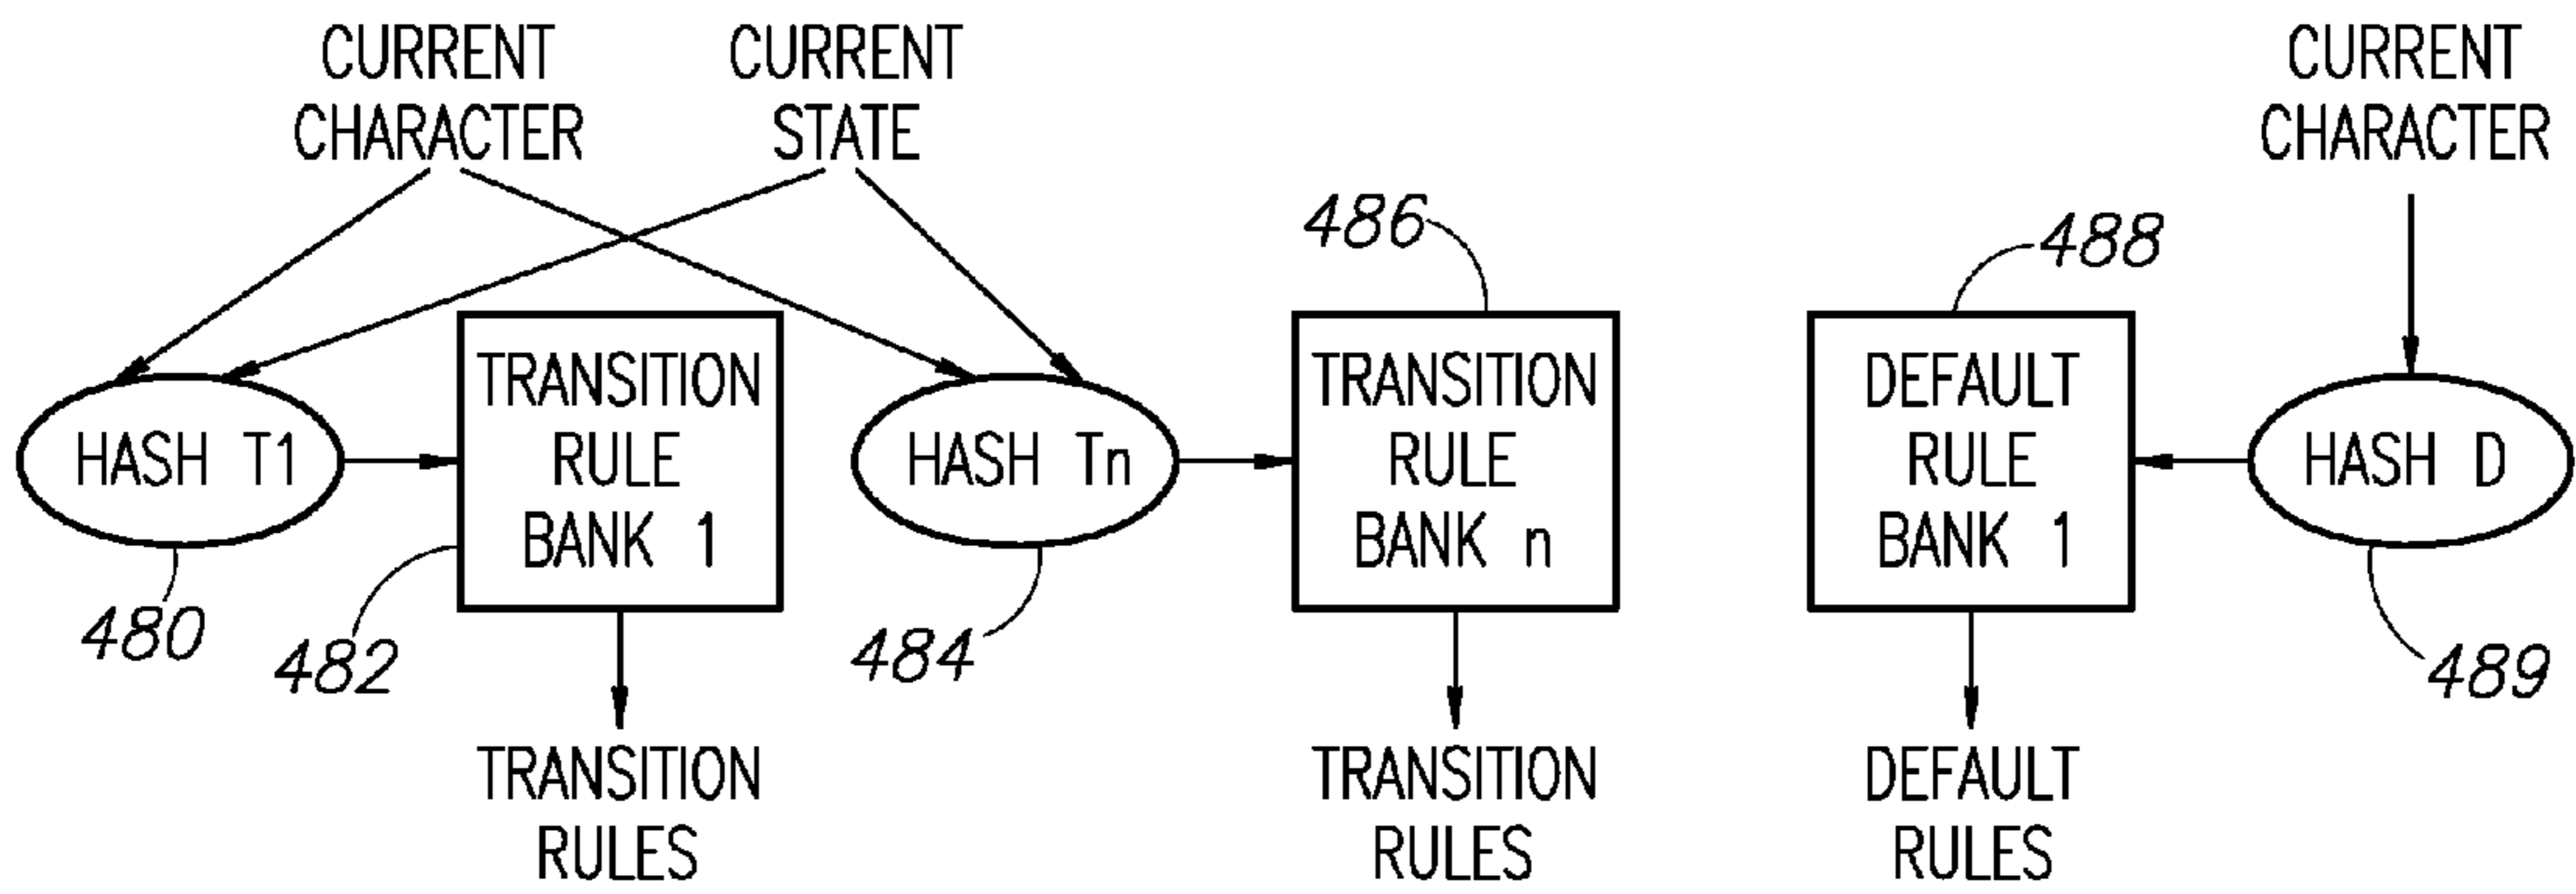 CURRENT
CHARACTER
CURRENT
STATE
CURRENT
CHARACTER
486
488
TRANSITION
RULE
BANK 1
TRANSITION
RULE
BANK n
DEFAULT
RULE
BANK 1
HASH T1
HASH Tn
HASH D
480
482
484
489
TRANSITION
RULES
TRANSITION
RULES
DEFAULT
RULES